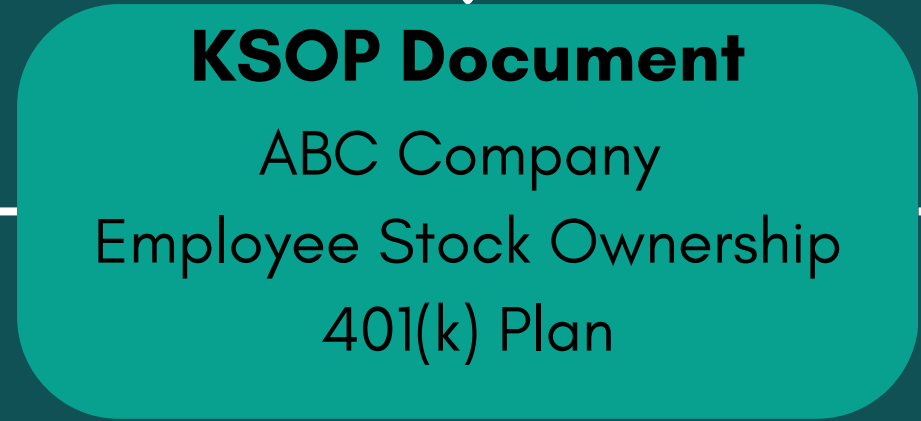 KSOP Document
ABC Company
Employee Stock Ownership
401(k) Plan